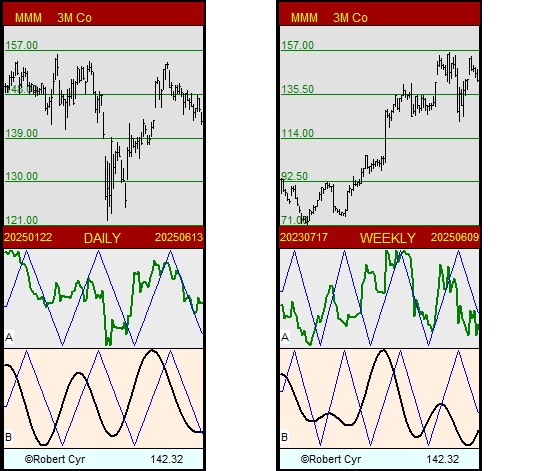 MMM 3M Co
157.00
148.00
139.00
130.00
121.00
20250122 DAILY 20250613
A
B
©Robert Cyr 142.32
MMM 3M Co
157.00
135.50
114.00
92.50
71.00
20230717 WEEKLY 20250609
A
B
©Robert Cyr 142.32